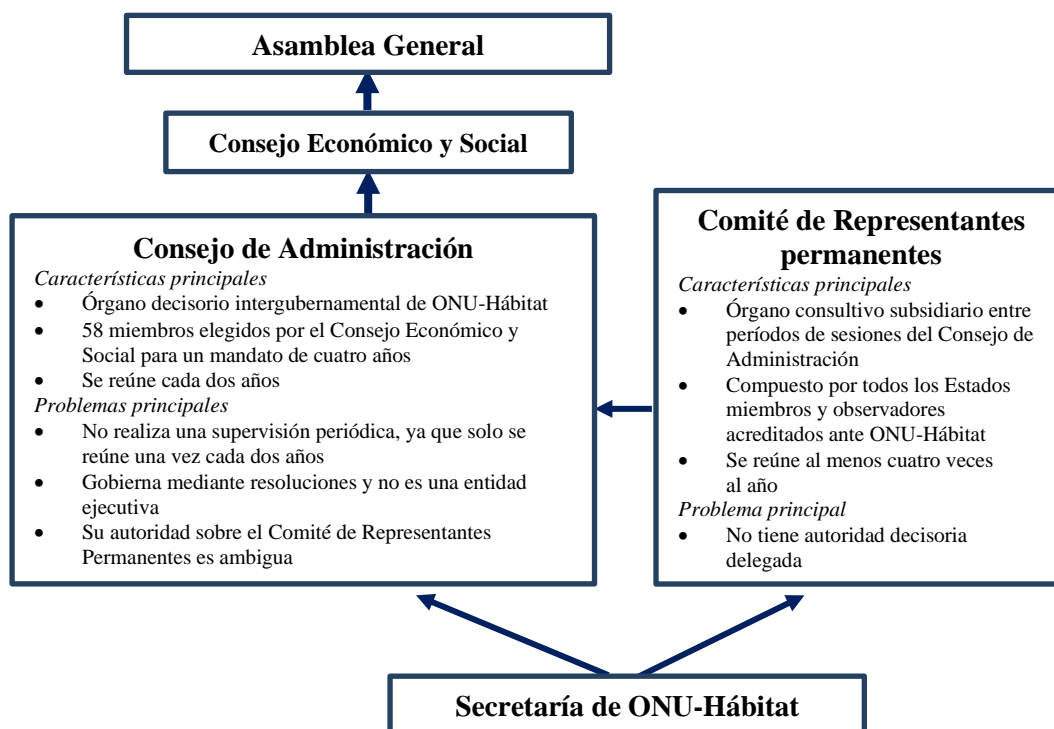 Asamblea General
Consejo Económico y Social
Consejo de Administración
Características principales
• Órgano decisorio intergubernamental de ONU-Hábitat
• 58 miembros elegidos por el Consejo Económico y
Social para un mandato de cuatro años
• Se reúne cada dos años
Problemas principales
• No realiza una supervisión periódica, ya que solo se
reúne una vez cada dos años
• Gobierna mediante resoluciones y no es una entidad
ejecutiva
• Su autoridad sobre el Comité de Representantes
Permanentes es ambigua
Comité de Representantes
permanentes
Características principales
• Órgano consultivo subsidiario entre
períodos de sesiones del Consejo de
Administración
• Compuesto por todos los Estados
miembros y observadores
acreditados ante ONU-Hábitat
• Se reúne al menos cuatro veces
al año
Problema principal
• No tiene autoridad decisoria
delegada
Secretaría de ONU-Hábitat